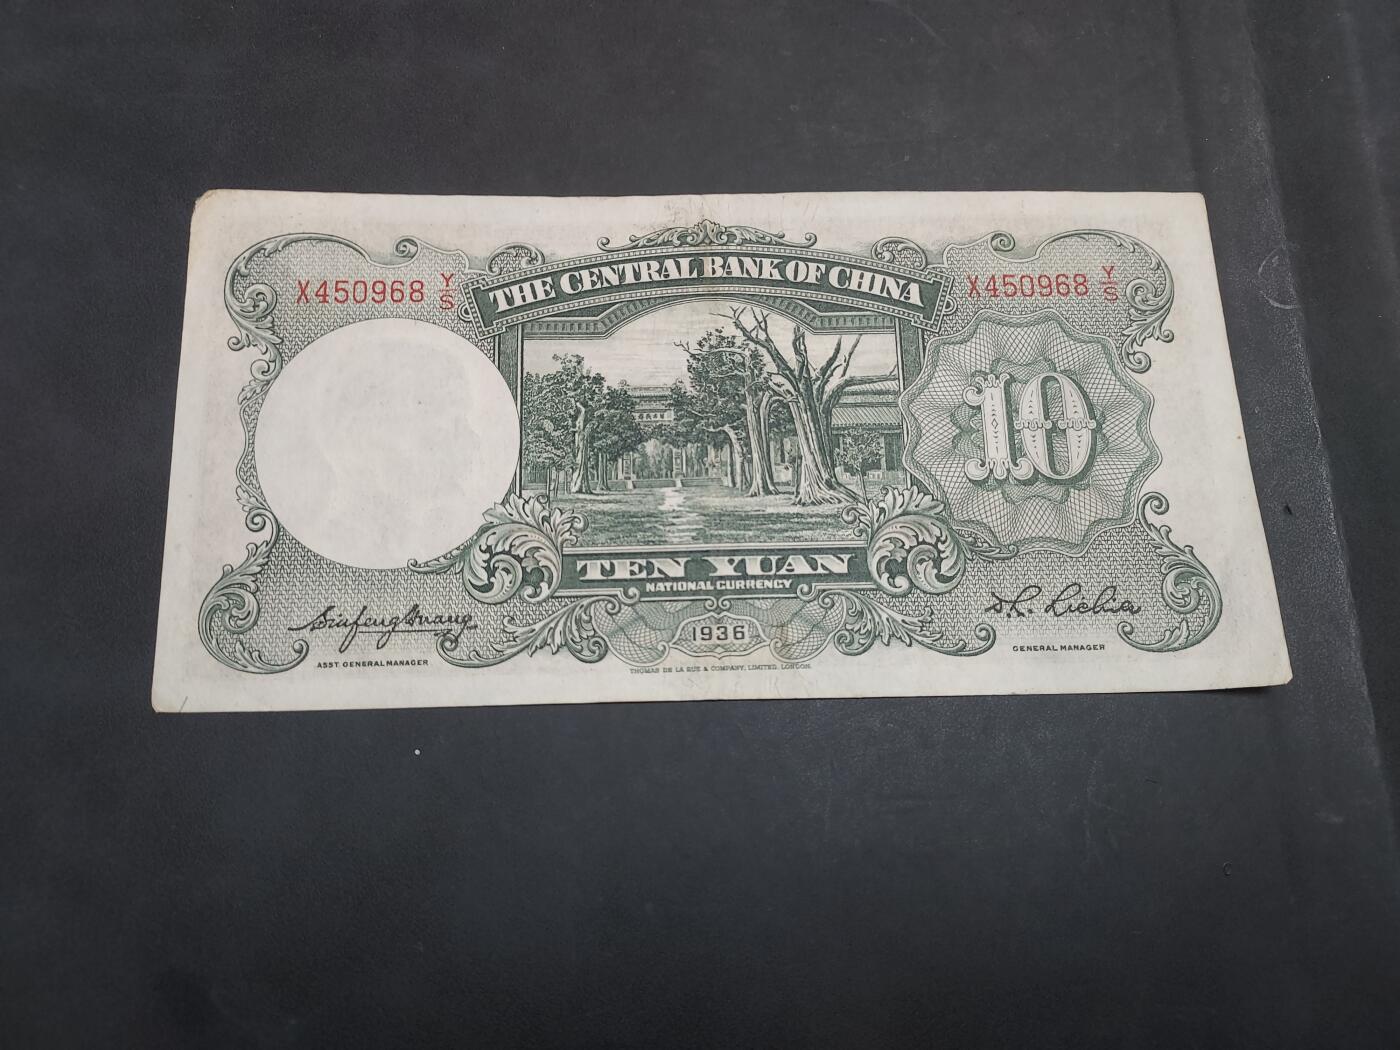 THE CENTRAL BANK OF CHINA
X450968 Y/S
X450968 Y/S
10
TEN YUAN
NATIONAL CURRENCY
1936
ASST. GENERAL MANAGER
GENERAL MANAGER
THOMAS DE LA RUE & COMPANY, LIMITED, LONDON.